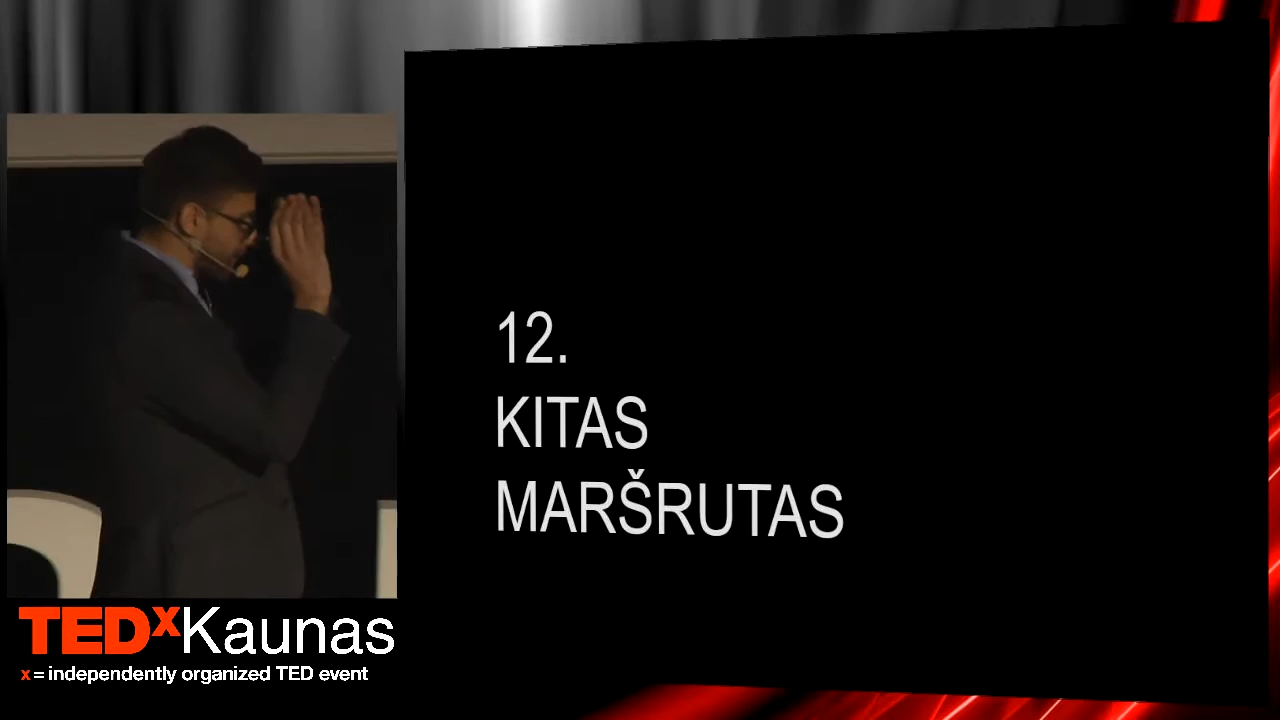 12.
KITAS
MARŠRUTAS
TEDxKaunas
x = independently organized TED event